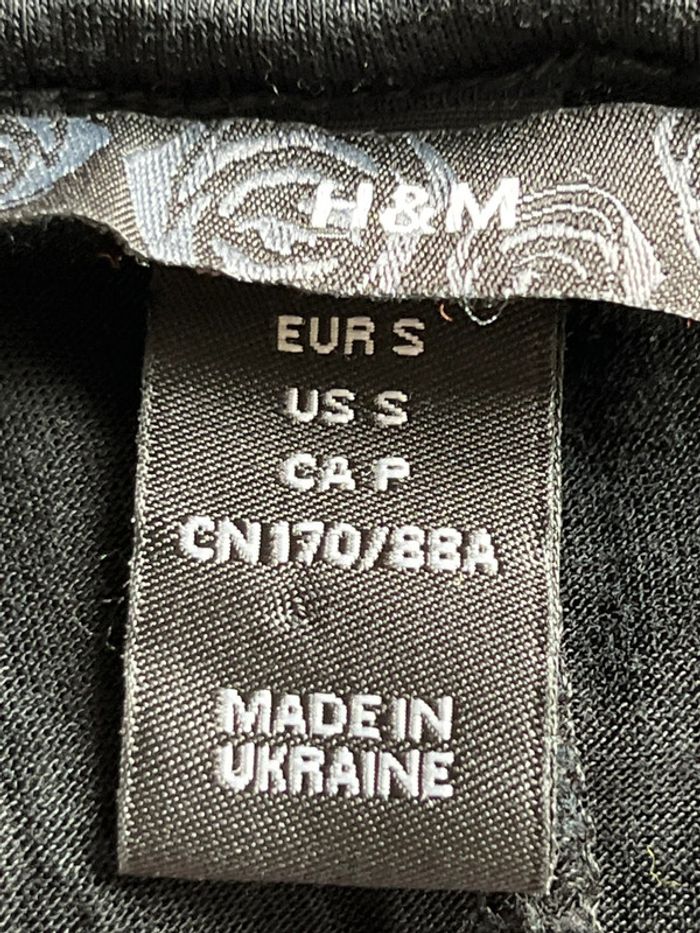 H&M
EUR S
US S
CA P
CN170/88A
MADE IN
UKRAINE